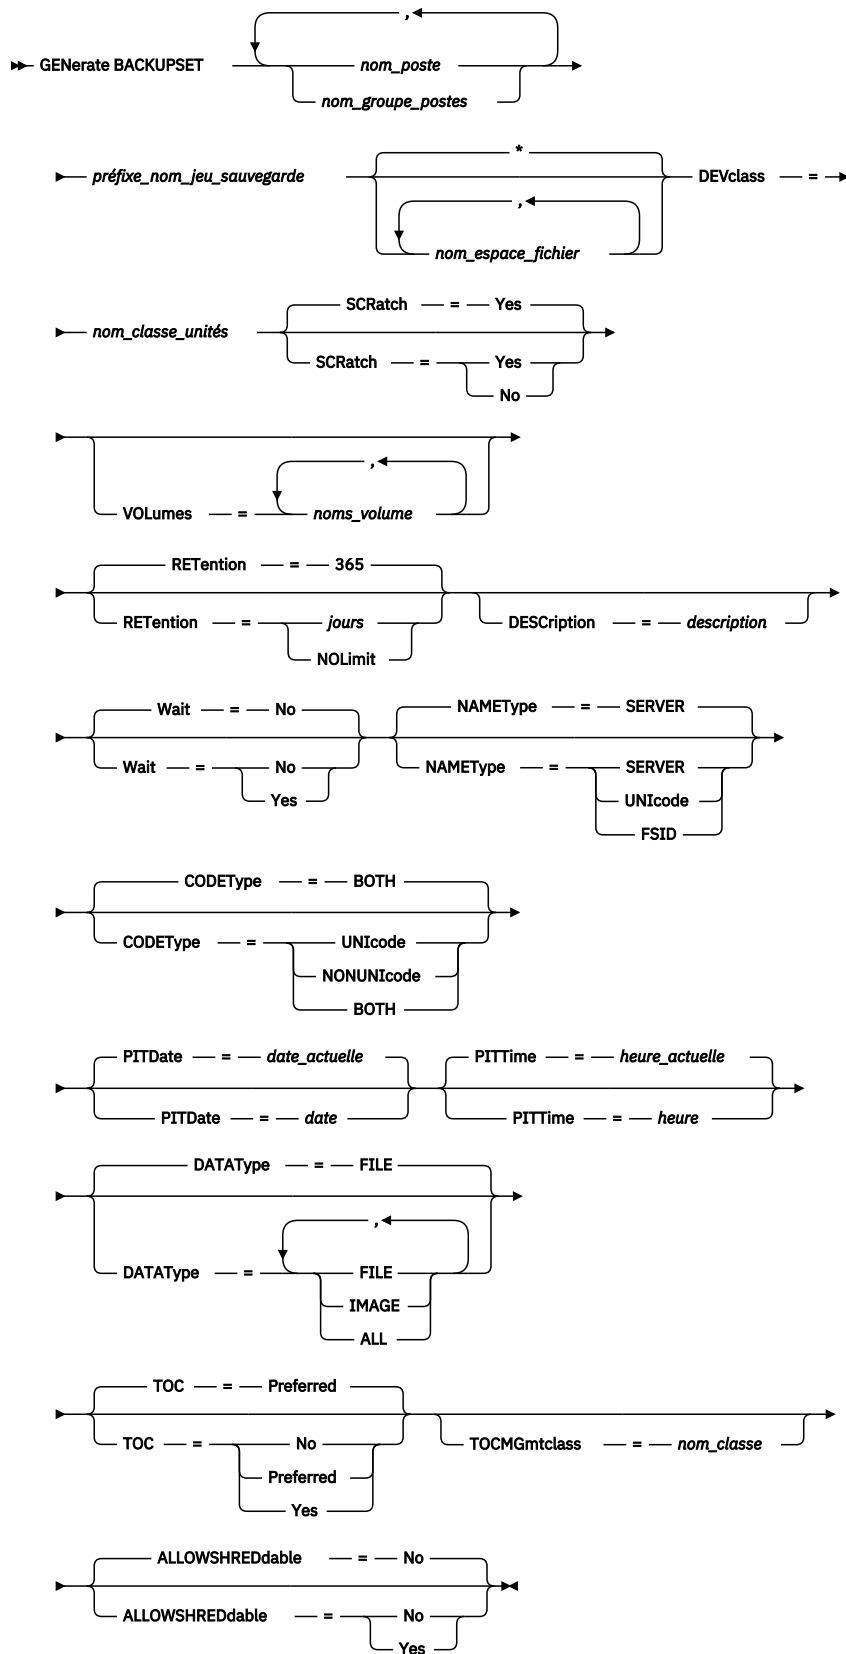 ,
GENerate BACKUPSET nom_poste
nom_groupe_postes
*
préfixe_nom_jeu_sauvegarde DEVclass =
,
nom_espace_fichier
SCRatch = Yes
nom_classe_unités
SCRatch = Yes
No
,
VOLumes = noms_volume
RETention = 365
RETention = jours DESCription = description
NOLimit
Wait = No NAMEType = SERVER
Wait = No NAMEType = SERVER
Yes UNIcode
FSID
CODEType = BOTH
CODEType = UNIcode
NONUNIcode
BOTH
PITDate = date_actuelle PITTime = heure_actuelle
PITDate = date PITTime = heure
DATAType = FILE
,
DATAType = FILE
IMAGE
ALL
TOC = Preferred
TOC = No TOCMGmtclass = nom_classe
Preferred
Yes
ALLOWSHREDdable = No
ALLOWSHREDdable = No
Yes